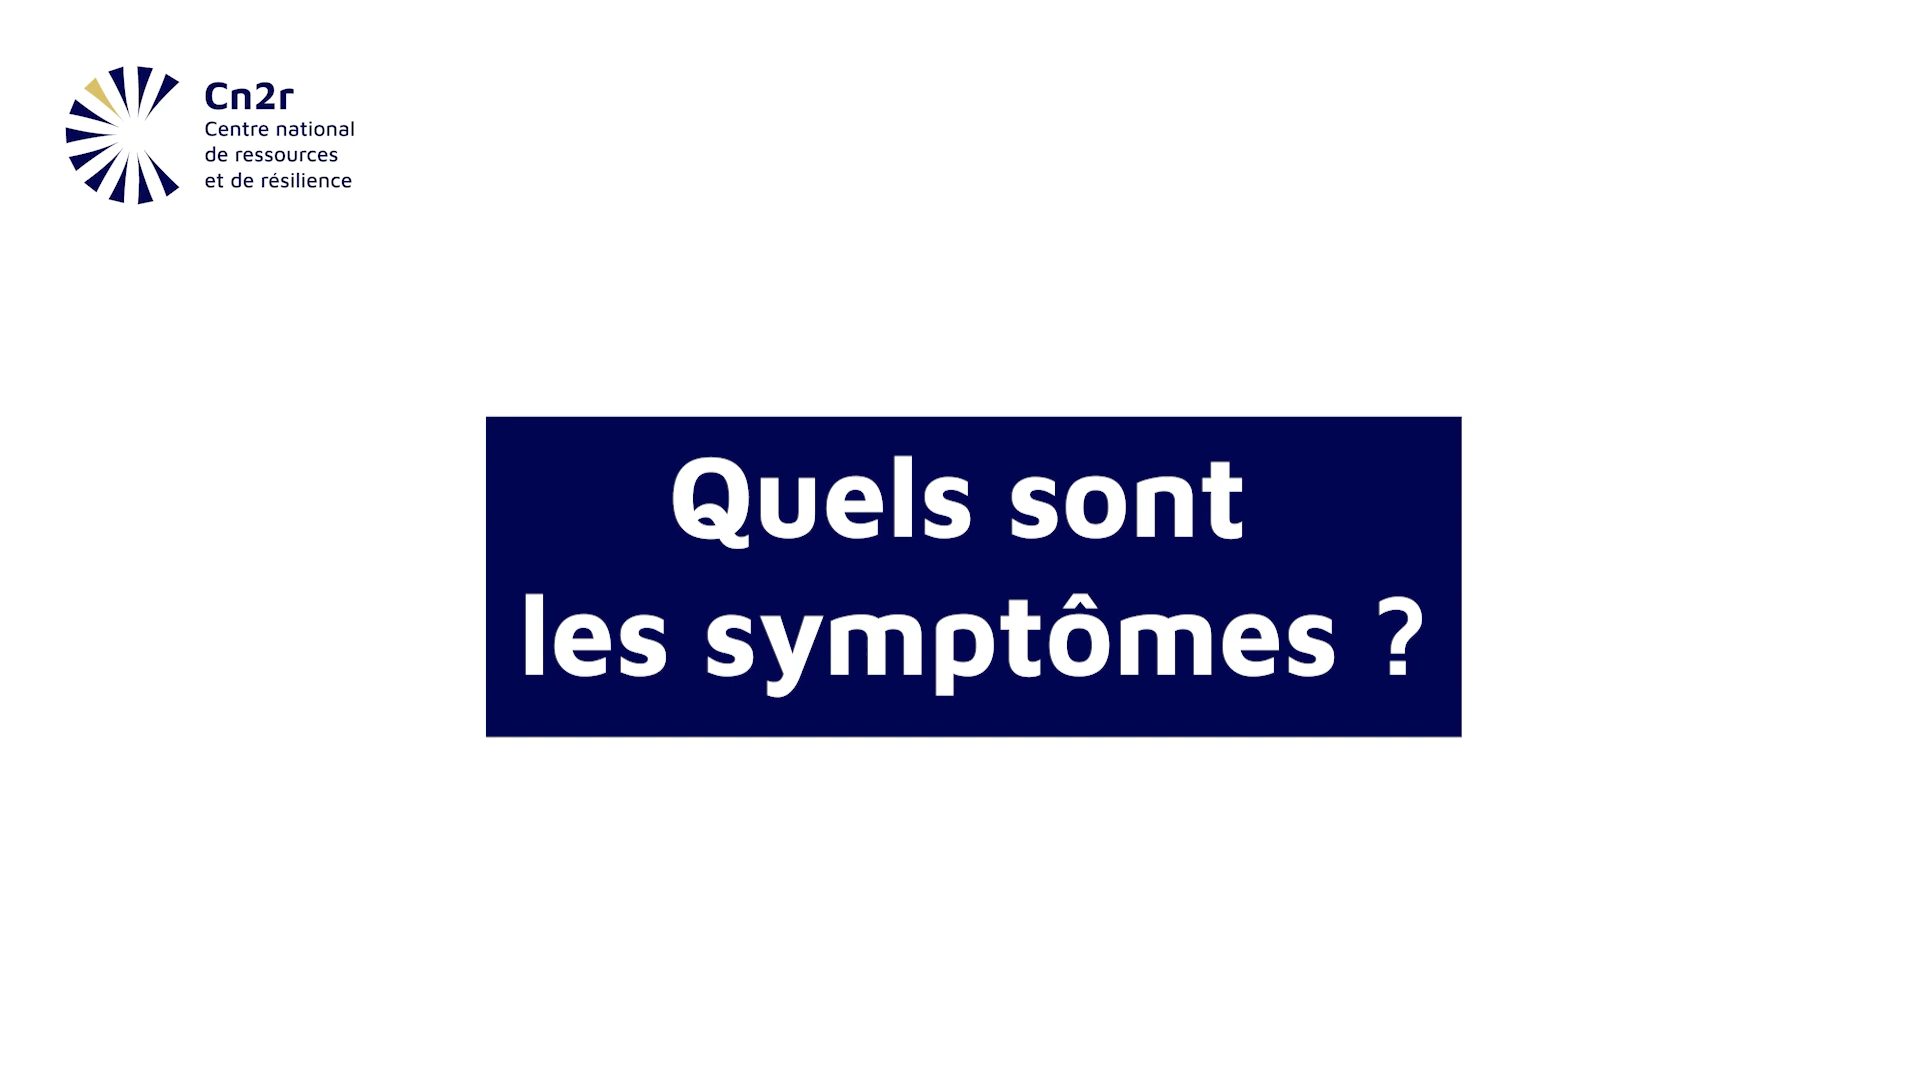 Cn2r
Centre national
de ressources
et de résilience
Quels sont
les symptômes ?